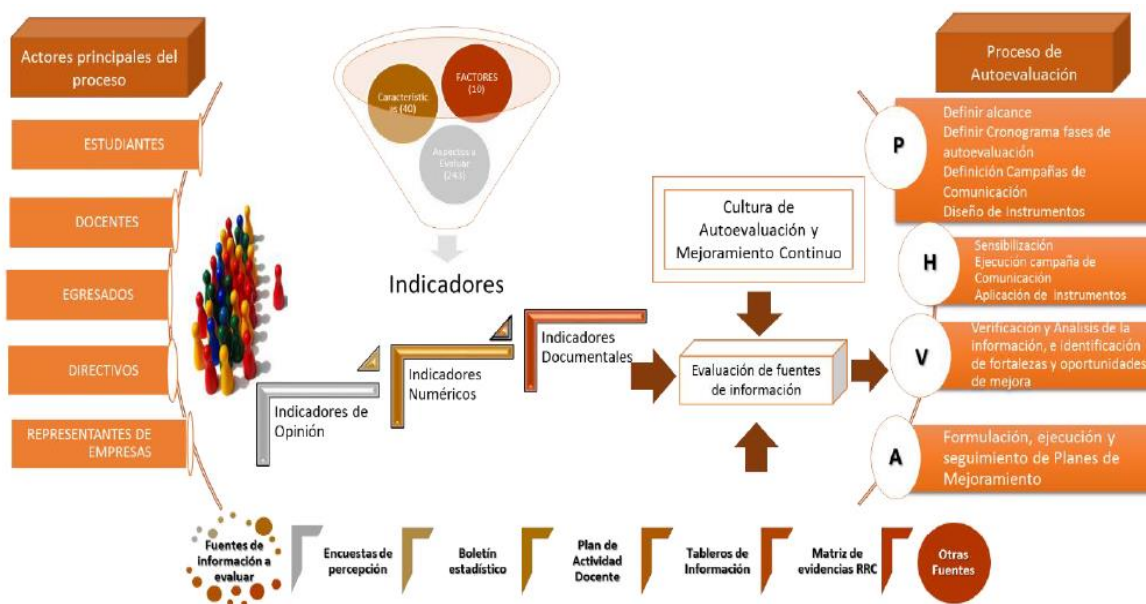 Actores principales del
proceso
ESTUDIANTES
DOCENTES
EGRESADOS
DIRECTIVOS
REPRESENTANTES DE
EMPRESAS
FACTORES
(10)
Característic
as (40)
Aspectos a
Evaluar
(243)
Indicadores
Indicadores de
Opinión
Indicadores
Numéricos
Indicadores
Documentales
Cultura de
Autoevaluación y
Mejoramiento Continuo
Evaluación de fuentes
de información
Proceso de
Autoevaluación
P
Definir alcance
Definir Cronograma fases de
autoevaluación
Definición Campañas de
Comunicación
Diseño de Instrumentos
H
Sensibilización
Ejecución campaña de
Comunicación
Aplicación de Instrumentos
V
Verificación y Analisis de la
información, e identificación
de fortalezas y oportunidades
de mejora
A
Formulación, ejecución y
seguimiento de Planes de
Mejoramiento
Fuentes de
información a
evaluar
Encuestas de
percepción
Boletín
estadístico
Plan de
Actividad
Docente
Tableros de
Información
Matriz de
evidencias RRC
Otras
Fuentes